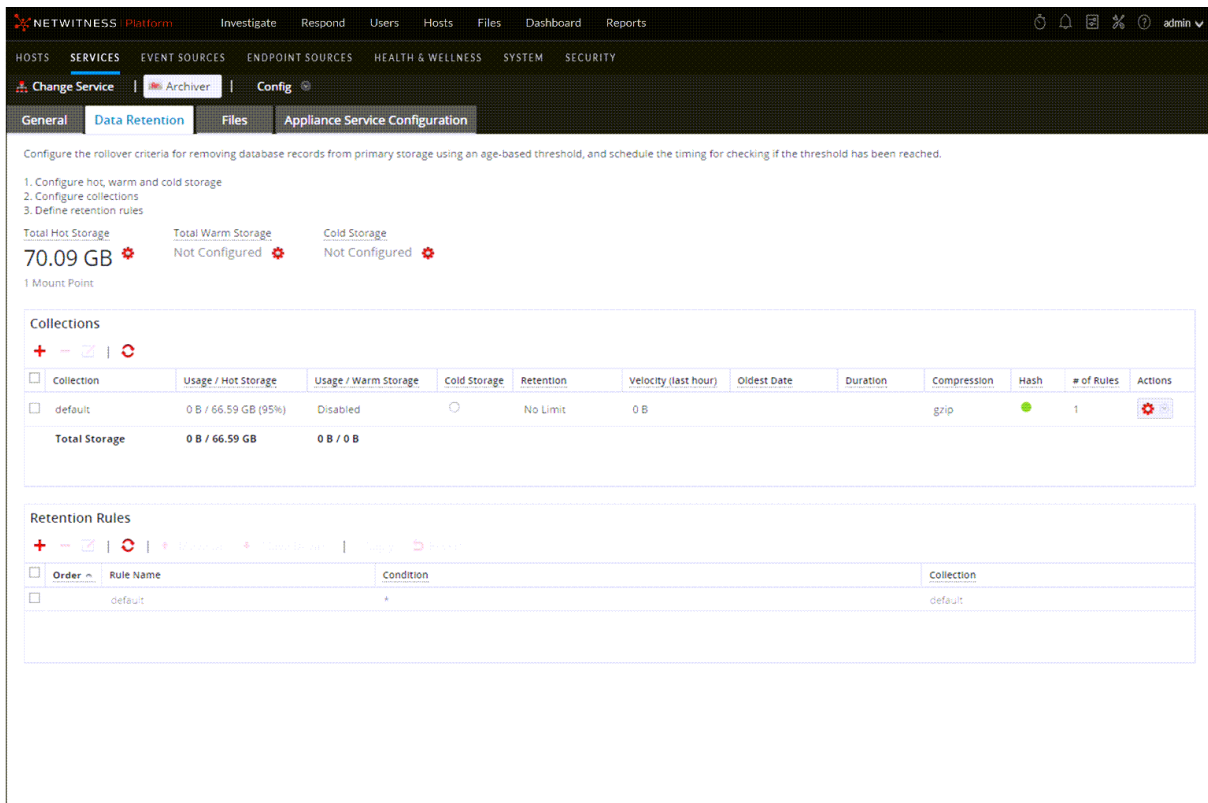 NETWITNESS Platform Investigate Respond Users Hosts Files Dashboard Reports admin
HOSTS SERVICES EVENT SOURCES ENDPOINT SOURCES HEALTH & WELLNESS SYSTEM SECURITY
Change Service | Archiver | Config
General Data Retention Files Appliance Service Configuration
Configure the rollover criteria for removing database records from primary storage using an age-based threshold, and schedule the timing for checking if the threshold has been reached.
1. Configure hot, warm and cold storage
2. Configure collections
3. Define retention rules
Total Hot Storage Total Warm Storage Cold Storage
70.09 GB Not Configured Not Configured
1 Mount Point
Collections
Collection Usage / Hot Storage Usage / Warm Storage Cold Storage Retention Velocity (last hour) Oldest Date Duration Compression Hash # of Rules Actions
default 0 B / 66.59 GB (95%) Disabled No Limit 0 B gzip 1
Total Storage 0 B / 66.59 GB 0 B / 0 B
Retention Rules
Order Rule Name Condition Collection
default * default